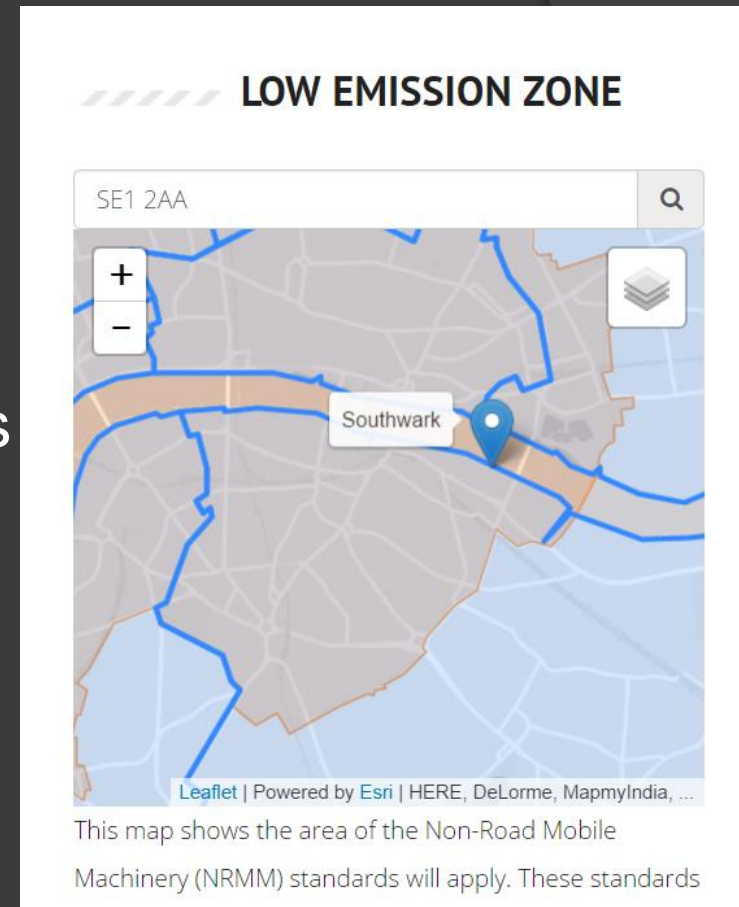 LOW EMISSION ZONE
SE1 2AA
+
−
Southwark
s
Leaflet | Powered by Esri | HERE, DeLorme, MapmyIndia, ...
This map shows the area of the Non-Road Mobile
Machinery (NRMM) standards will apply. These standards